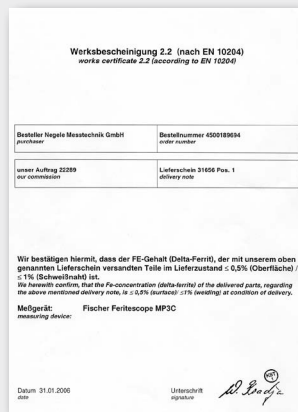 Werksbescheinigung 2.2 (nach EN 10204)
works certificate 2.2 (according to EN 10204)
Besteller Negele Messtechnik GmbH
purchaser
Bestellnummer 4500189694
order number
unser Auftrag 22289
our commission
Lieferschein 31656 Pos. 1
delivery note
Wir bestätigen hiermit, dass der FE-Gehalt (Delta-Ferrit), der mit unserem oben
genannten Lieferschein versandten Teile im Lieferzustand ≤ 0,5% (Oberfläche) /
≤ 1% (Schweißnaht) ist.
We herewith confirm, that the Fe-concentration (delta-ferrite) of the delivered parts, regarding
the above mentioned delivery note, is ≤ 0,5% (surface)/ ≤1% (welding) at condition of delivery.
Meßgerät: Fischer Feritescope MP3C
measuring device:
Datum 31.01.2006
date
Unterschrift
signature